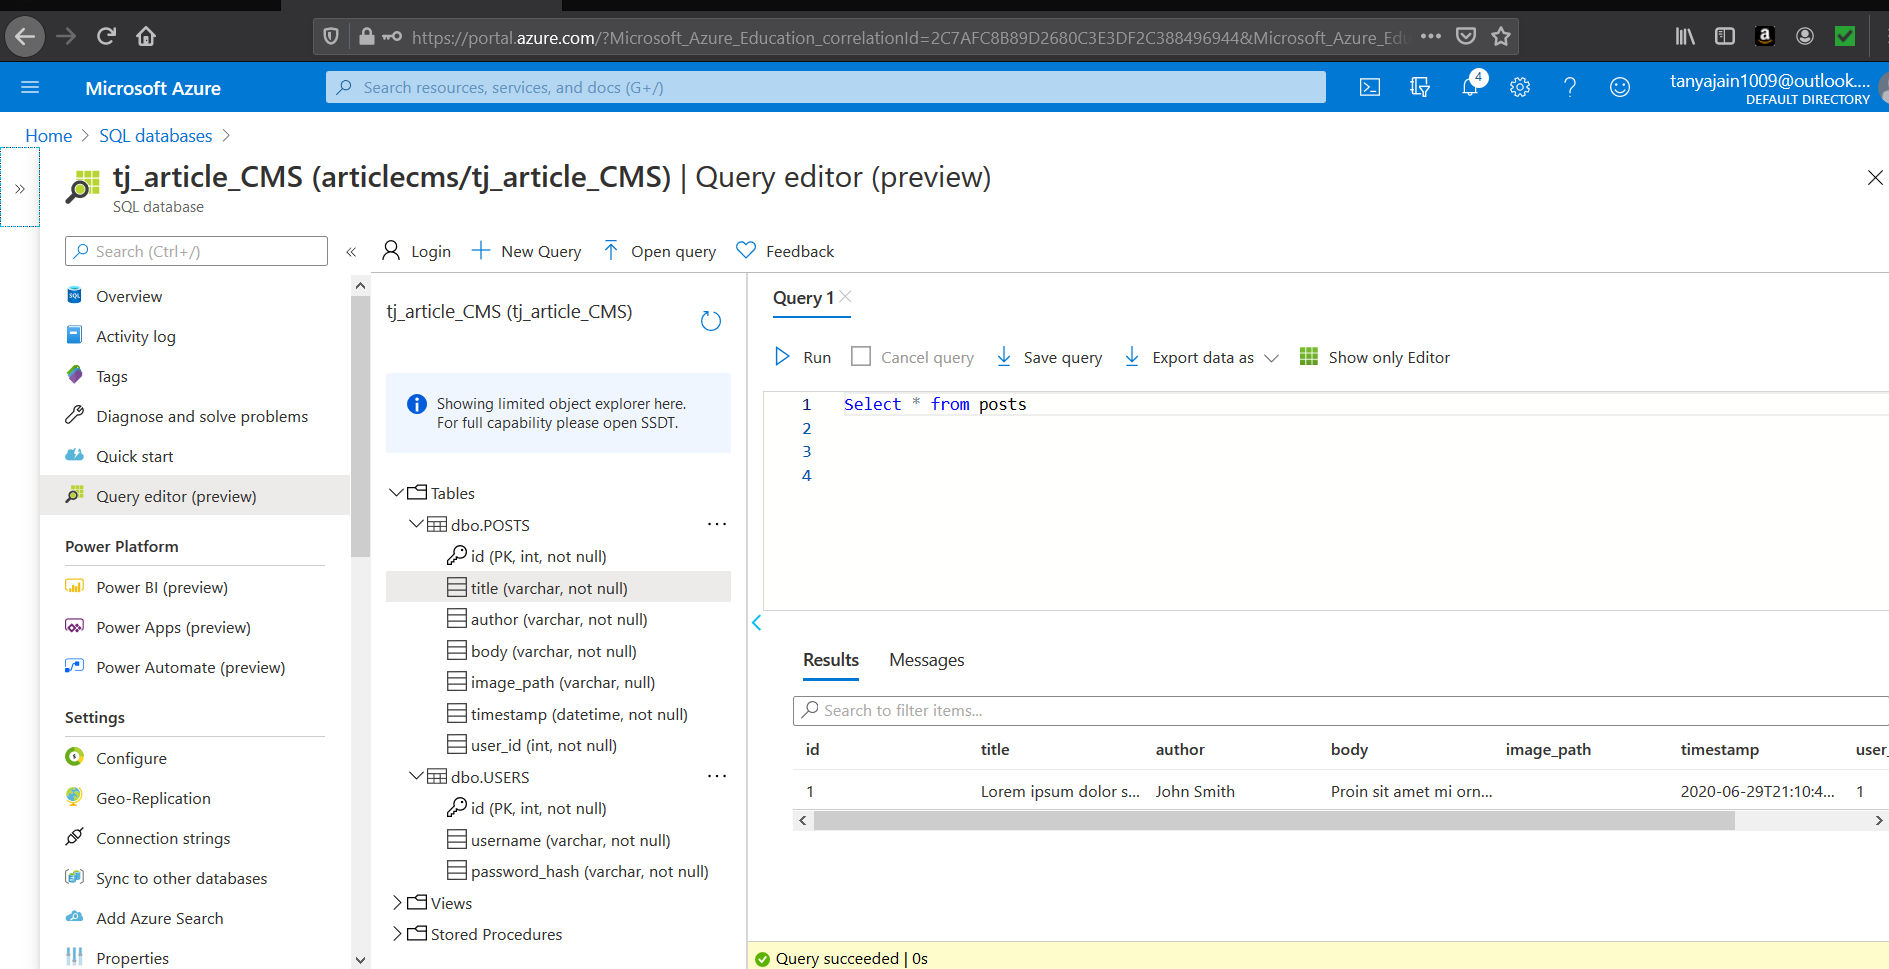 https://portal.azure.com/?Microsoft_Azure_Education_correlationId=2C7AFC8B89D2680C3E3DF2C388496944&Microsoft_Azure_Edu
Microsoft Azure
Search resources, services, and docs (G+/)
4
tanyajain1009@outlook....
DEFAULT DIRECTORY
Home > SQL databases >
tj_article_CMS (articlecms/tj_article_CMS) | Query editor (preview)
SQL database
Search (Ctrl+/)
Overview
Activity log
Tags
Diagnose and solve problems
Quick start
Query editor (preview)
Power Platform
Power BI (preview)
Power Apps (preview)
Power Automate (preview)
Settings
Configure
Geo-Replication
Connection strings
Sync to other databases
Add Azure Search
Properties
Login New Query Open query Feedback
tj_article_CMS (tj_article_CMS)
Showing limited object explorer here.
For full capability please open SSDT.
Tables
dbo.POSTS
id (PK, int, not null)
title (varchar, not null)
author (varchar, not null)
body (varchar, not null)
image_path (varchar, null)
timestamp (datetime, not null)
user_id (int, not null)
dbo.USERS
id (PK, int, not null)
username (varchar, not null)
password_hash (varchar, not null)
Views
Stored Procedures
Query 1
Run Cancel query Save query Export data as Show only Editor
1 Select * from posts
2
3
4
Results Messages
Search to filter items...
id title author body image_path timestamp user_
1 Lorem ipsum dolor s... John Smith Proin sit amet mi orn... 2020-06-29T21:10:4... 1
Query succeeded | 0s